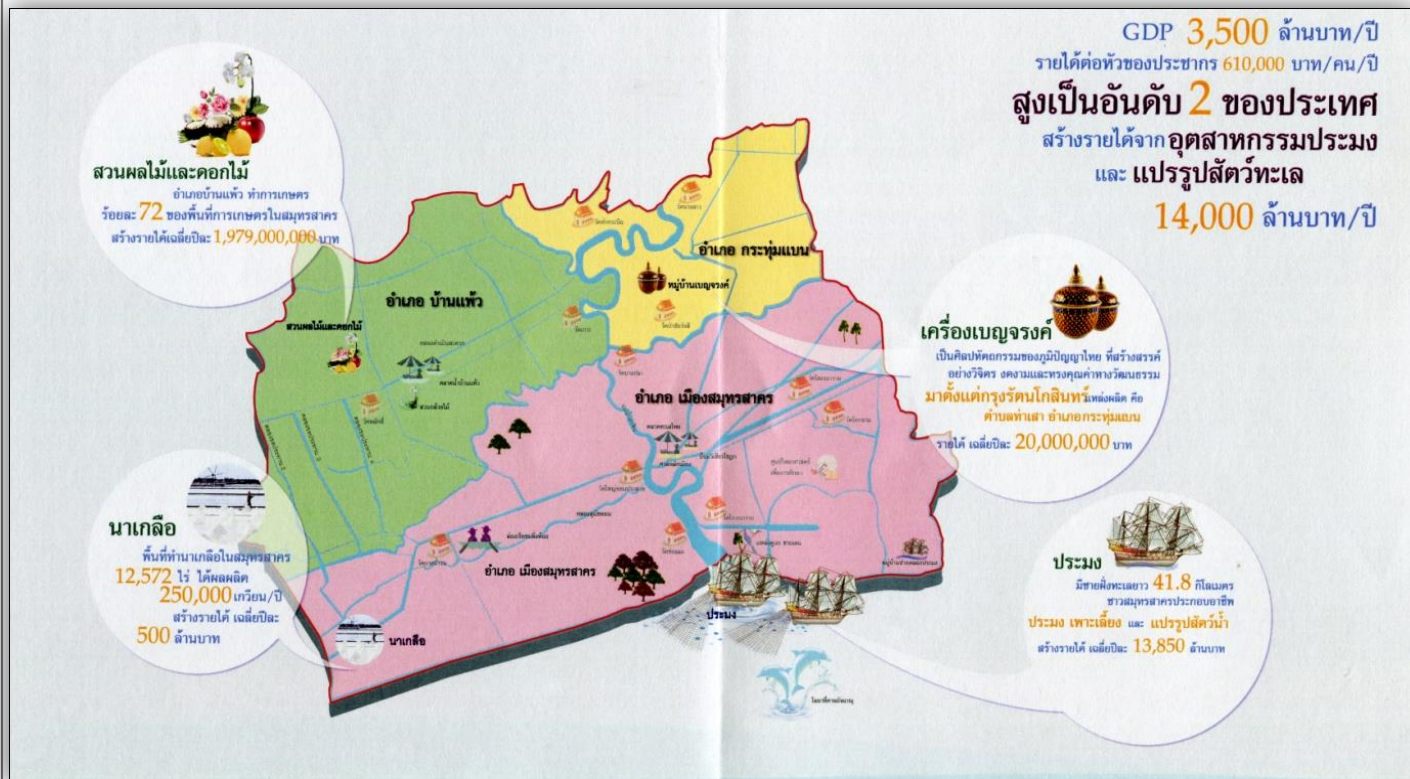 GDP 3,500 ล้านบาท/ปี
รายได้ต่อหัวของประชากร 610,000 บาท/คน/ปี
สูงเป็นอันดับ 2 ของประเทศ
สร้างรายได้จากอุตสาหกรรมประมง
และ แปรรูปสัตว์ทะเล
14,000 ล้านบาท/ปี
สวนผลไม้และดอกไม้
อำเภอบ้านแพ้ว ทำการเกษตร
ร้อยละ 72 ของพื้นที่การเกษตรในสมุทรสาคร
สร้างรายได้เฉลี่ยปีละ 1,979,000,000 บาท
อำเภอ กระทุ่มแบน
หมู่บ้านเบญจรงค์
อำเภอ บ้านแพ้ว
สวนผลไม้และดอกไม้
ตลาดน้ำบ้านแพ้ว
สวนกล้วยไม้
เครื่องเบญจรงค์
เป็นศิลปหัตถกรรมของภูมิปัญญาไทย ที่สร้างสรรค์
อย่างวิจิตร งดงามและทรงคุณค่าทางวัฒนธรรม
มาตั้งแต่กรุงรัตนโกสินทร์แหล่งผลิต คือ
ตำบลท่าเสา อำเภอกระทุ่มแบน
รายได้ เฉลี่ยปีละ 20,000,000 บาท
อำเภอ เมืองสมุทรสาคร
นาเกลือ
พื้นที่ทำนาเกลือในสมุทรสาคร
12,572 ไร่ ได้ผลผลิต
250,000 เกวียน/ปี
สร้างรายได้ เฉลี่ยปีละ
500 ล้านบาท
อำเภอ เมืองสมุทรสาคร
นาเกลือ
ประมง
ประมง
มีชายฝั่งทะเลยาว 41.8 กิโลเมตร
ชาวสมุทรสาครประกอบอาชีพ
ประมง เพาะเลี้ยง และ แปรรูปสัตว์น้ำ
สร้างรายได้ เฉลี่ยปีละ 13,850 ล้านบาท